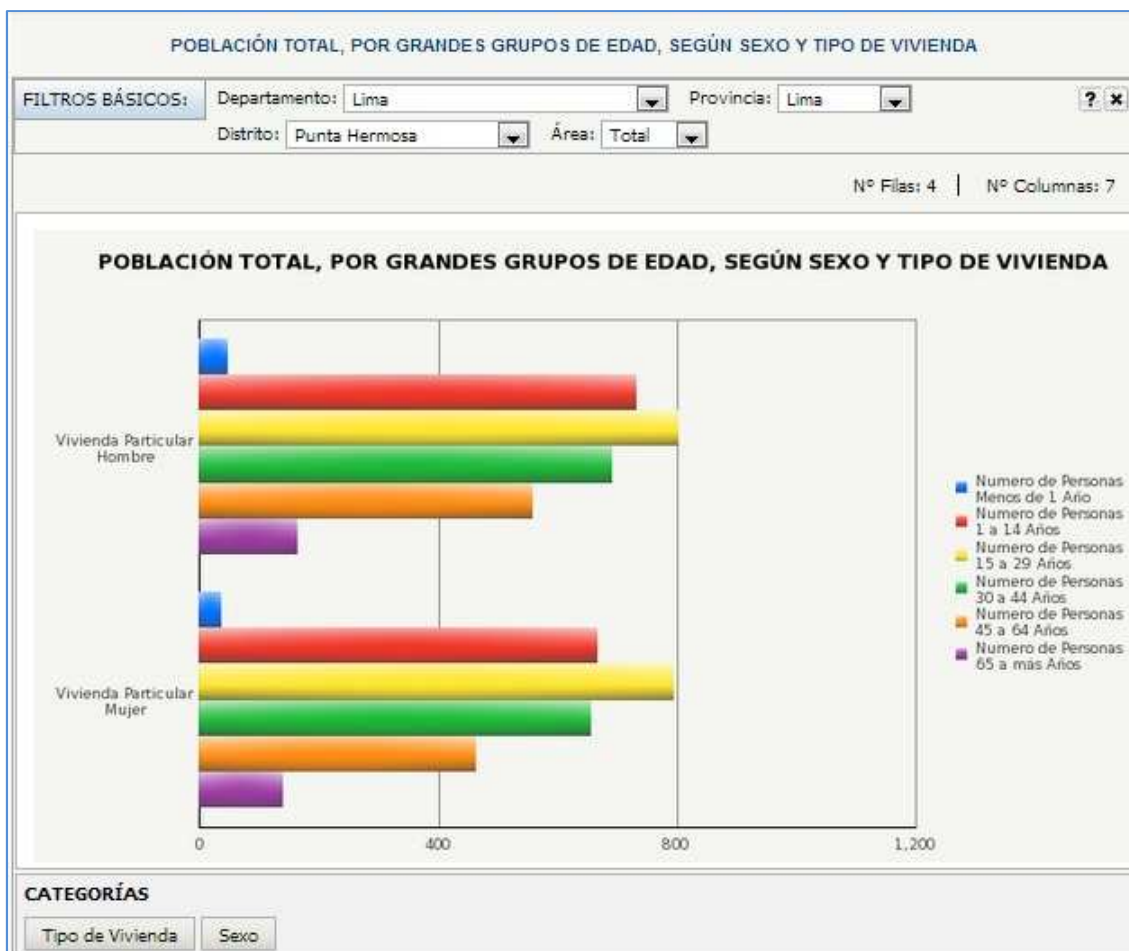 POBLACIÓN TOTAL, POR GRANDES GRUPOS DE EDAD, SEGÚN SEXO Y TIPO DE VIVIENDA
FILTROS BÁSICOS: Departamento: Lima Provincia: Lima ? ×
Distrito: Punta Hermosa Área: Total
Nº Filas: 4 | Nº Columnas: 7
POBLACIÓN TOTAL, POR GRANDES GRUPOS DE EDAD, SEGÚN SEXO Y TIPO DE VIVIENDA
Vivienda Particular
Hombre
Vivienda Particular
Mujer
0 400 800 1,200
Numero de Personas
Menos de 1 Año
Numero de Personas
1 a 14 Años
Numero de Personas
15 a 29 Años
Numero de Personas
30 a 44 Años
Numero de Personas
45 a 64 Años
Numero de Personas
65 a más Años
CATEGORÍAS
Tipo de Vivienda Sexo